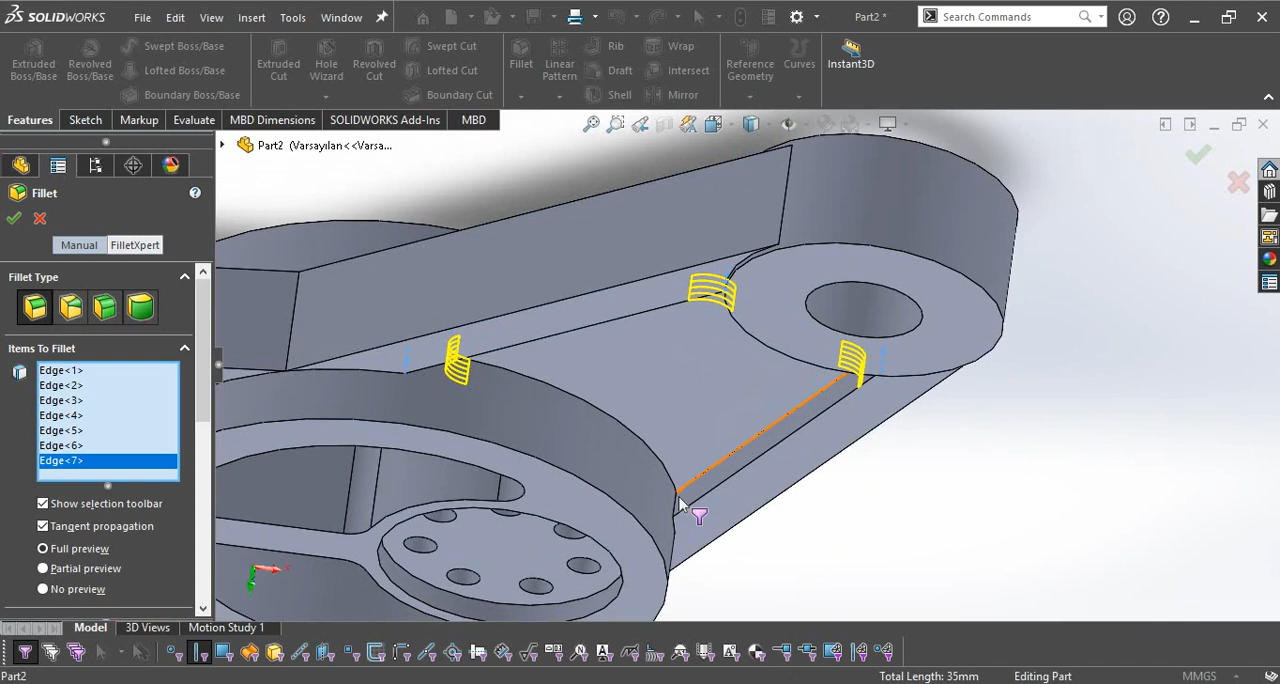 SOLIDWORKS File Edit View Insert Tools Window Part2 * Search Commands
Extruded Boss/Base Revolved Boss/Base Swept Boss/Base Extruded Cut Hole Wizard Revolved Cut Swept Cut Fillet Linear Pattern Rib Wrap Reference Geometry Curves Instant3D
Lofted Boss/Base Lofted Cut Draft Intersect
Boundary Boss/Base Boundary Cut Shell Mirror
Features Sketch Markup Evaluate MBD Dimensions SOLIDWORKS Add-Ins MBD
Part2 (Varsayılan<<Varsa...
Fillet
Manual FilletXpert
Fillet Type
Items To Fillet
Edge<1>
Edge<2>
Edge<3>
Edge<4>
Edge<5>
Edge<6>
Edge<7>
Show selection toolbar
Tangent propagation
Full preview
Partial preview
No preview
Model 3D Views Motion Study 1
Part2 Total Length: 35mm Editing Part MMGS